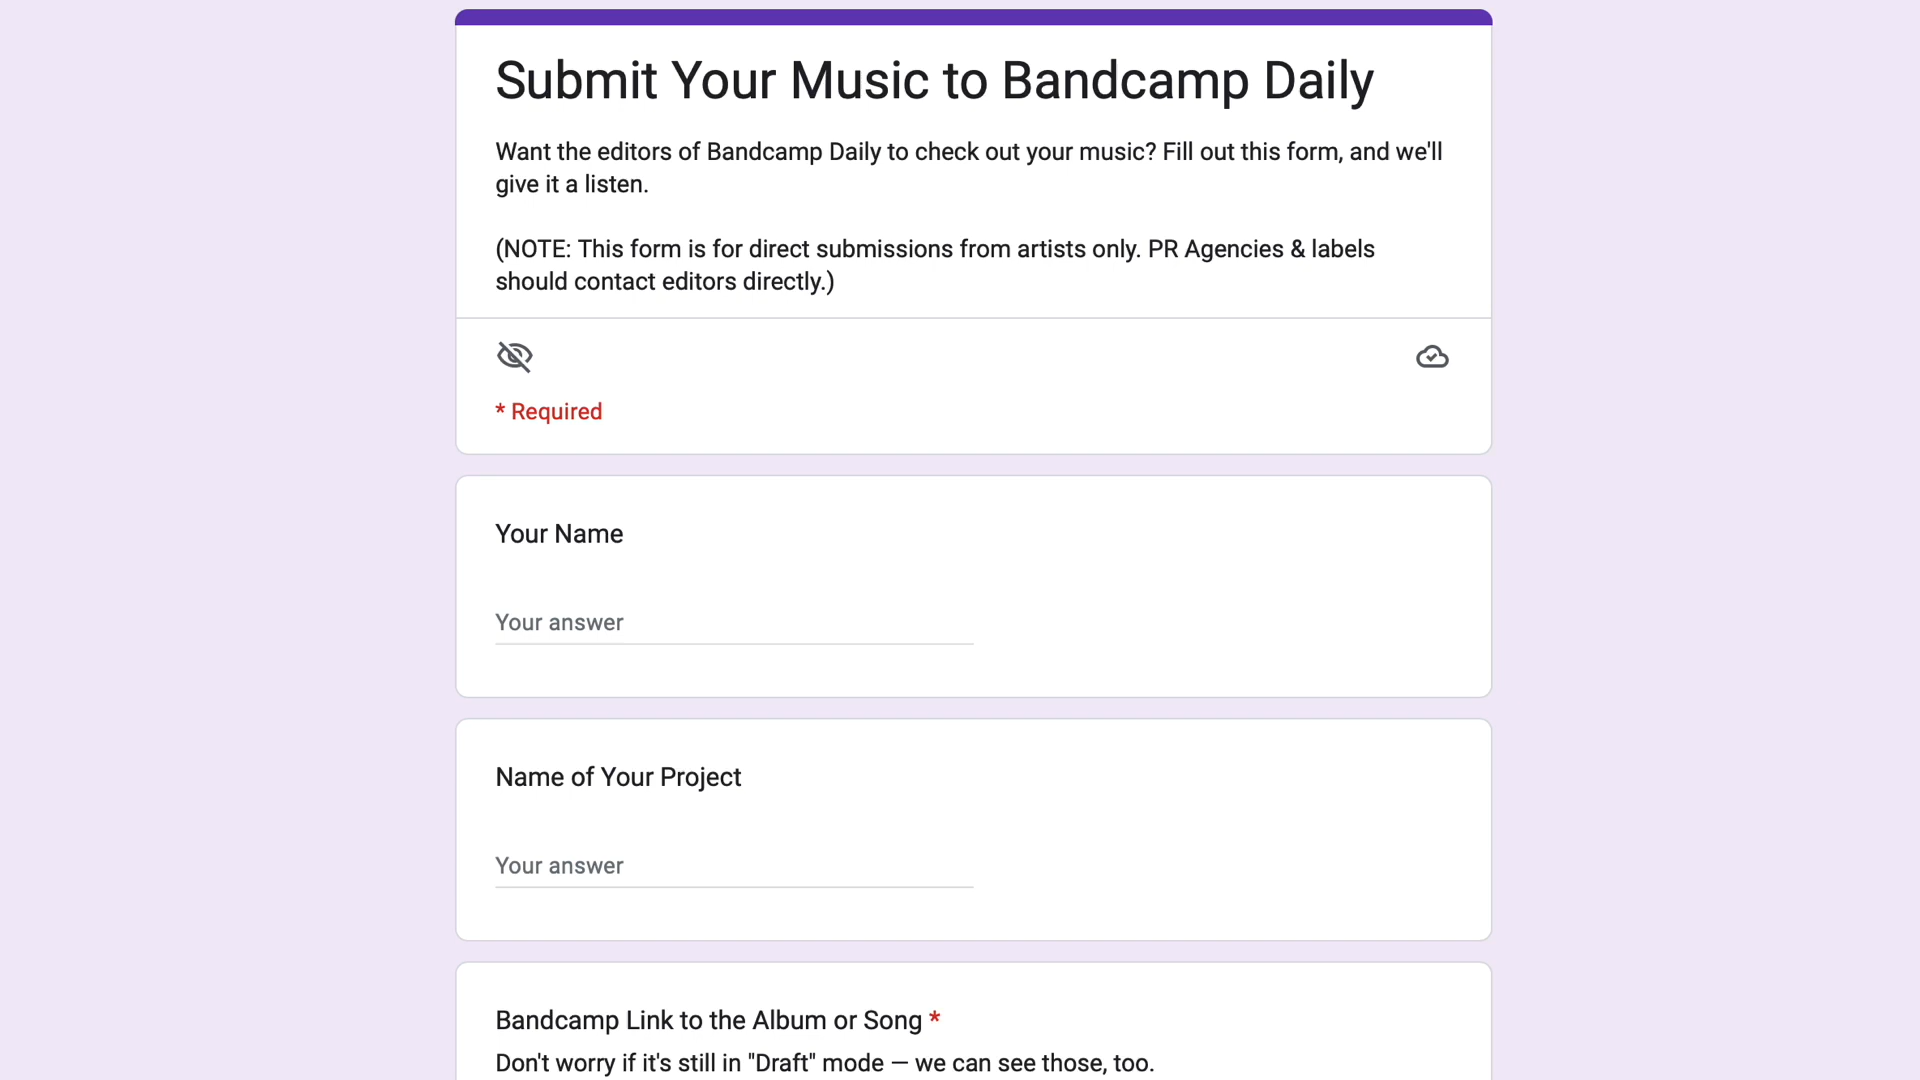 Submit Your Music to Bandcamp Daily
Want the editors of Bandcamp Daily to check out your music? Fill out this form, and we'll
give it a listen.
(NOTE: This form is for direct submissions from artists only. PR Agencies & labels
should contact editors directly.)
* Required
Your Name
Your answer
Name of Your Project
Your answer
Bandcamp Link to the Album or Song *
Don't worry if it's still in "Draft" mode — we can see those, too.